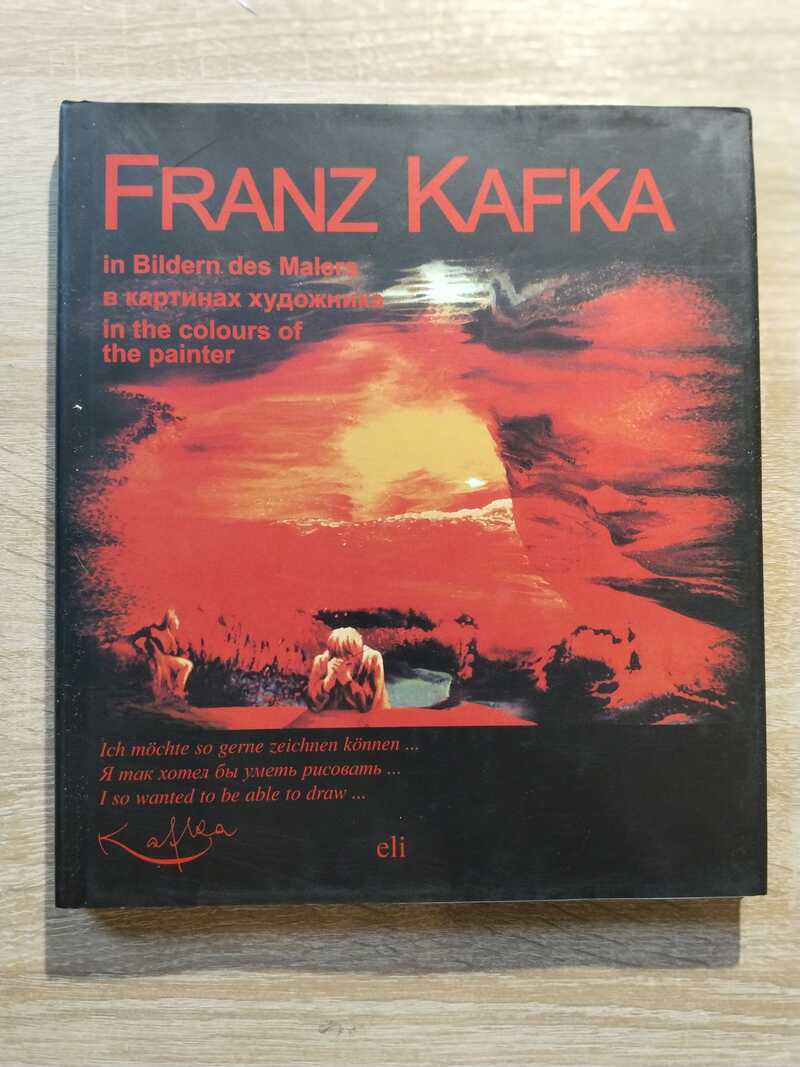 FRANZ KAFKA
in Bildern des Malers
в картинах художника
in the colours of
the painter
Ich möchte so gerne zeichnen können ...
Я так хотел бы уметь рисовать ...
I so wanted to be able to draw ...
Kafka
eli